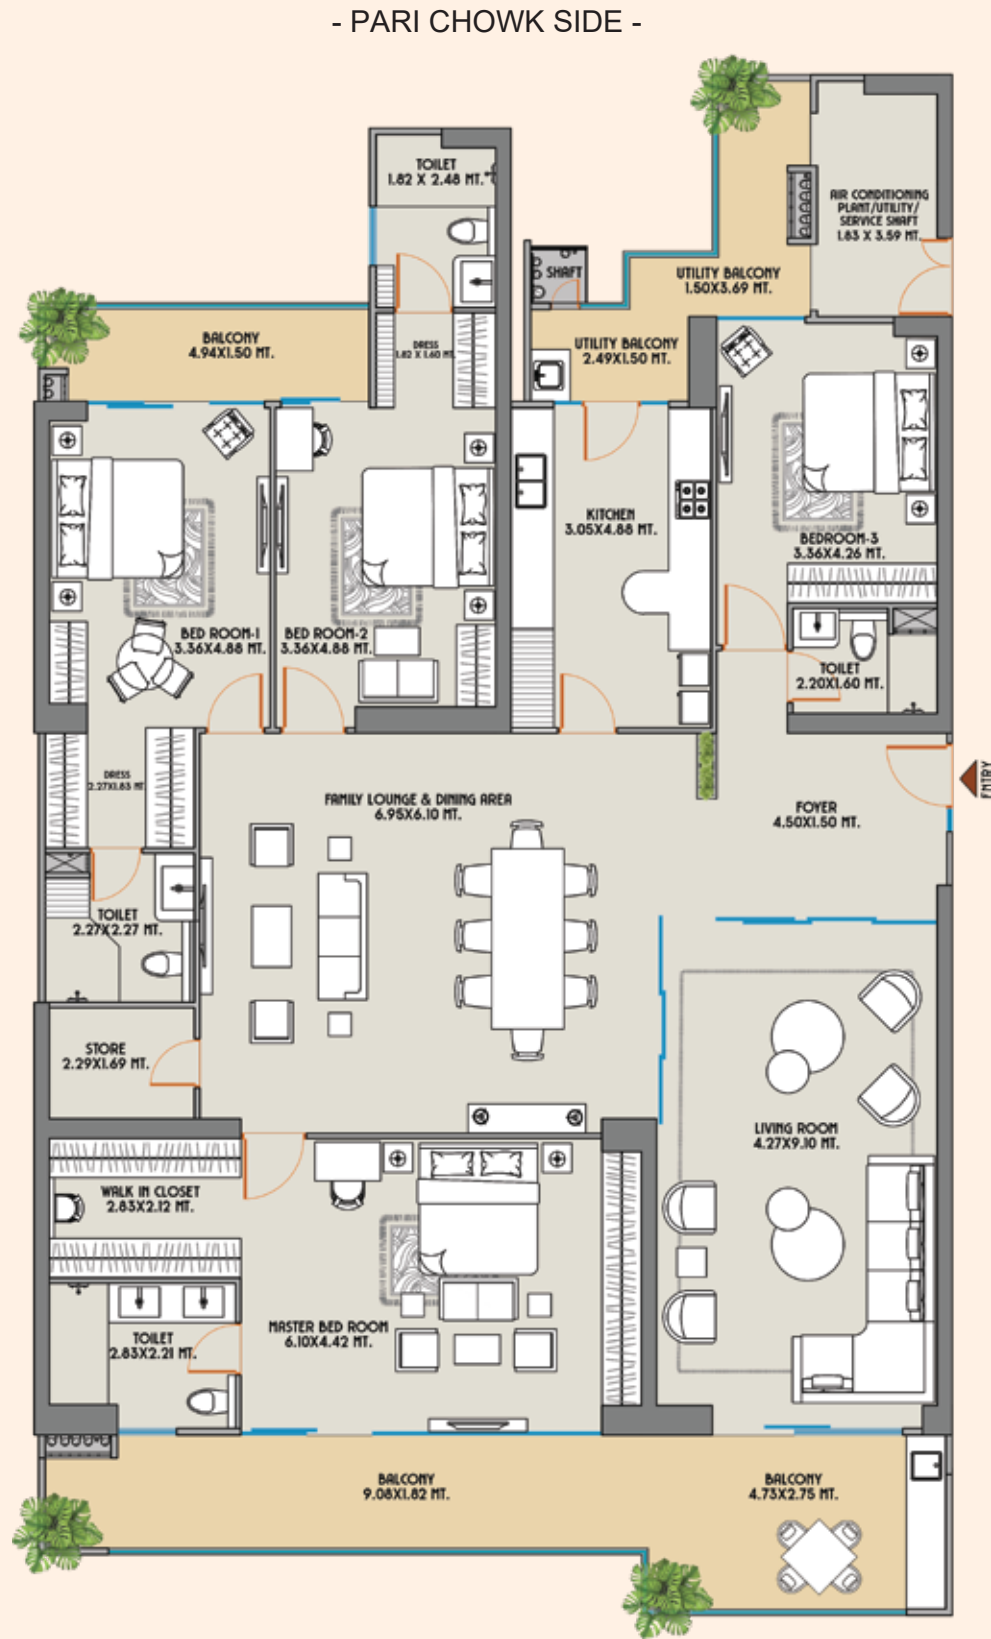 - PARI CHOWK SIDE -
TOILET
1.82 X 2.48 MT.
AIR CONDITIONING
PLANT/UTILITY/
SERVICE SHAFT
1.83 X 3.59 MT.
SHAFT
UTILITY BALCONY
1.50X3.69 MT.
BALCONY
4.94X1.50 MT.
DRESS
1.82 X 1.60 MT.
UTILITY BALCONY
2.49X1.50 MT.
KITCHEN
3.05X4.88 MT.
BEDROOM-3
3.36X4.26 MT.
BED ROOM-1
3.36X4.88 MT.
BED ROOM-2
3.36X4.88 MT.
TOILET
2.20X1.60 MT.
DRESS
2.27X1.83 MT
FAMILY LOUNGE & DINING AREA
6.95X6.10 MT.
FOYER
4.50X1.50 MT.
ENTRY
TOILET
2.27X2.27 MT.
STORE
2.29X1.69 MT.
LIVING ROOM
4.27X9.10 MT.
WALK IN CLOSET
2.83X2.12 MT.
MASTER BED ROOM
6.10X4.42 MT.
TOILET
2.83X2.21 MT.
BALCONY
9.08X1.82 MT.
BALCONY
4.73X2.75 MT.